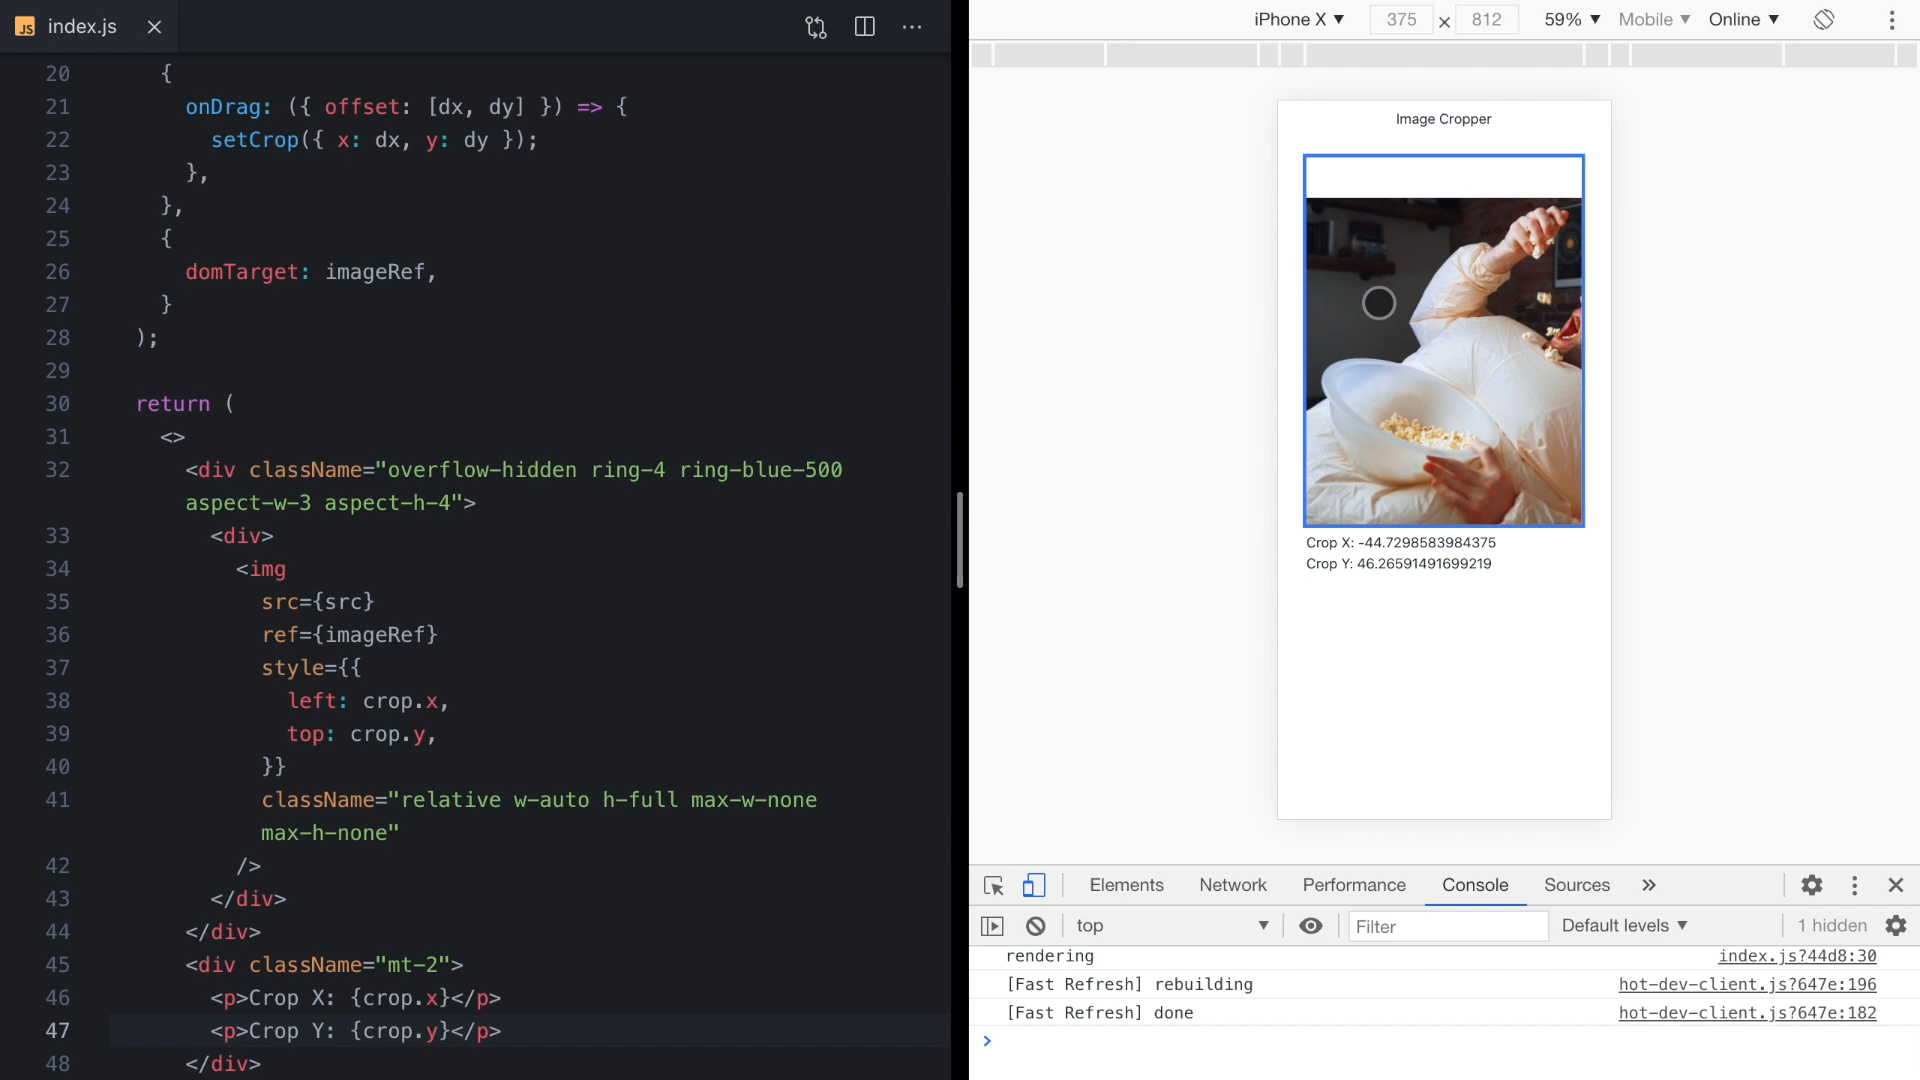 JS index.js
20 {
21 onDrag: ({ offset: [dx, dy] }) => {
22 setCrop({ x: dx, y: dy });
23 },
24 },
25 {
26 domTarget: imageRef,
27 }
28 );
29
30 return (
31 <>
32 <div className="overflow-hidden ring-4 ring-blue-500
aspect-w-3 aspect-h-4">
33 <div>
34 <img
35 src={src}
36 ref={imageRef}
37 style={{
38 left: crop.x,
39 top: crop.y,
40 }}
41 className="relative w-auto h-full max-w-none
max-h-none"
42 />
43 </div>
44 </div>
45 <div className="mt-2">
46 <p>Crop X: {crop.x}</p>
47 <p>Crop Y: {crop.y}</p>
48 </div>
iPhone X ▼ 375 × 812 59% ▼ Mobile ▼ Online ▼
Image Cropper
Crop X: -44.7298583984375
Crop Y: 46.26591491699219
Elements Network Performance Console Sources »
top ▼ Filter Default levels ▼ 1 hidden
rendering index.js?44d8:30
[Fast Refresh] rebuilding hot-dev-client.js?647e:196
[Fast Refresh] done hot-dev-client.js?647e:182